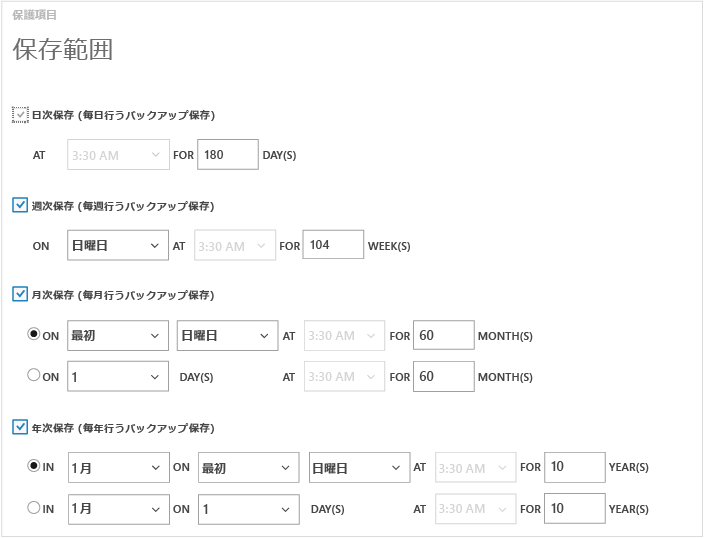 保護項目
保存範囲
日次保存 (毎日行うバックアップ保存)
AT 3:30 AM FOR 180 DAY(S)
週次保存 (毎週行うバックアップ保存)
ON 日曜日 AT 3:30 AM FOR 104 WEEK(S)
月次保存 (毎月行うバックアップ保存)
ON 最初 日曜日 AT 3:30 AM FOR 60 MONTH(S)
ON 1 DAY(S) AT 3:30 AM FOR 60 MONTH(S)
年次保存 (毎年行うバックアップ保存)
IN 1月 ON 最初 日曜日 AT 3:30 AM FOR 10 YEAR(S)
IN 1月 ON 1 DAY(S) AT 3:30 AM FOR 10 YEAR(S)